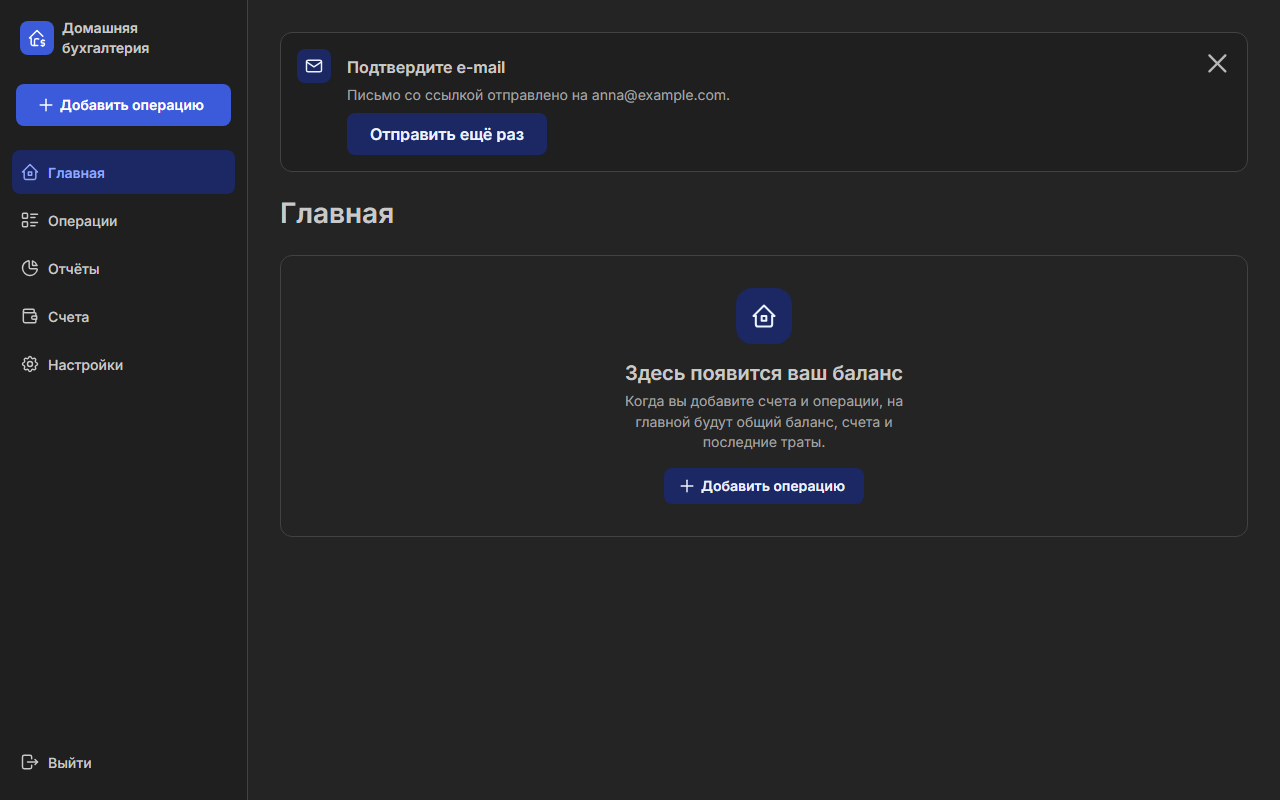 Домашняя
бухгалтерия
Добавить операцию
Главная
Операции
Отчёты
Счета
Настройки
Выйти
Подтвердите e-mail
Письмо со ссылкой отправлено на anna@example.com.
Отправить ещё раз
Главная
Здесь появится ваш баланс
Когда вы добавите счета и операции, на
главной будут общий баланс, счета и
последние траты.
Добавить операцию